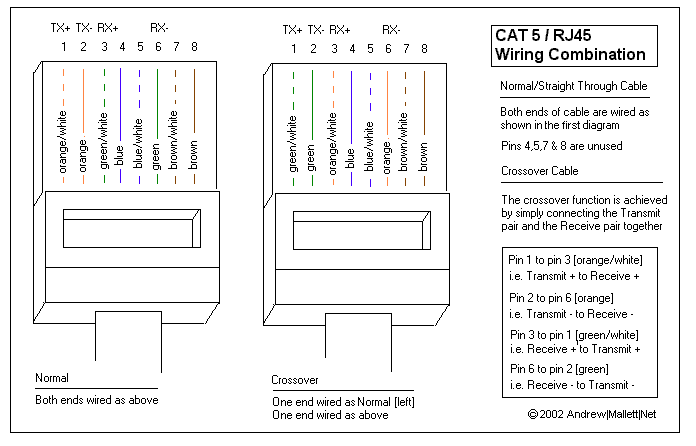 TX+ TX- RX+ RX-
1 2 3 4 5 6 7 8
orange/white
orange
green/white
blue
blue/white
green
brown/white
brown
Normal
Both ends wired as above
TX+ TX- RX+ RX-
1 2 3 4 5 6 7 8
green/white
green
orange/white
blue
blue/white
orange
brown/white
brown
Crossover
One end wired as Normal [left]
One end wired as above
CAT 5 / RJ45
Wiring Combination
Normal/Straight Through Cable
Both ends of cable are wired as
shown in the first diagram
Pins 4,5,7 & 8 are unused
Crossover Cable
The crossover function is achieved
by simply connecting the Transmit
pair and the Receive pair together
Pin 1 to pin 3 [orange/white]
i.e. Transmit + to Receive +
Pin 2 to pin 6 [orange]
i.e. Transmit - to Receive -
Pin 3 to pin 1 [green/white]
i.e. Receive + to Transmit +
Pin 6 to pin 2 [green]
i.e. Receive - to Transmit -
© 2002 Andrew|Mallett|Net